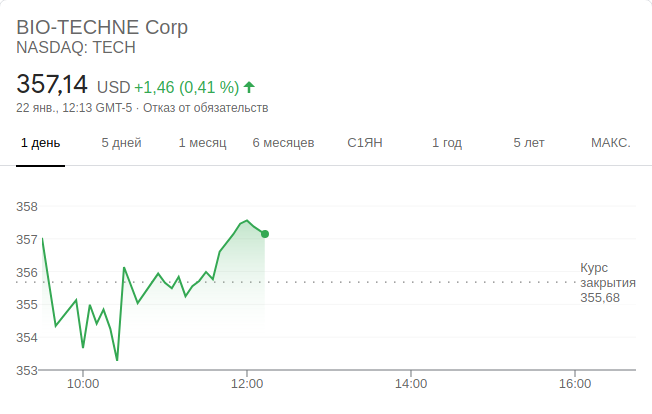 BIO-TECHNE Corp
NASDAQ: TECH
357,14 USD +1,46 (0,41 %)
22 янв., 12:13 GMT-5 · Отказ от обязательств
1 день 5 дней 1 месяц 6 месяцев С1ЯН 1 год 5 лет МАКС.
358
357
356
355
354
353
Курс
закрытия
355,68
10:00 12:00 14:00 16:00